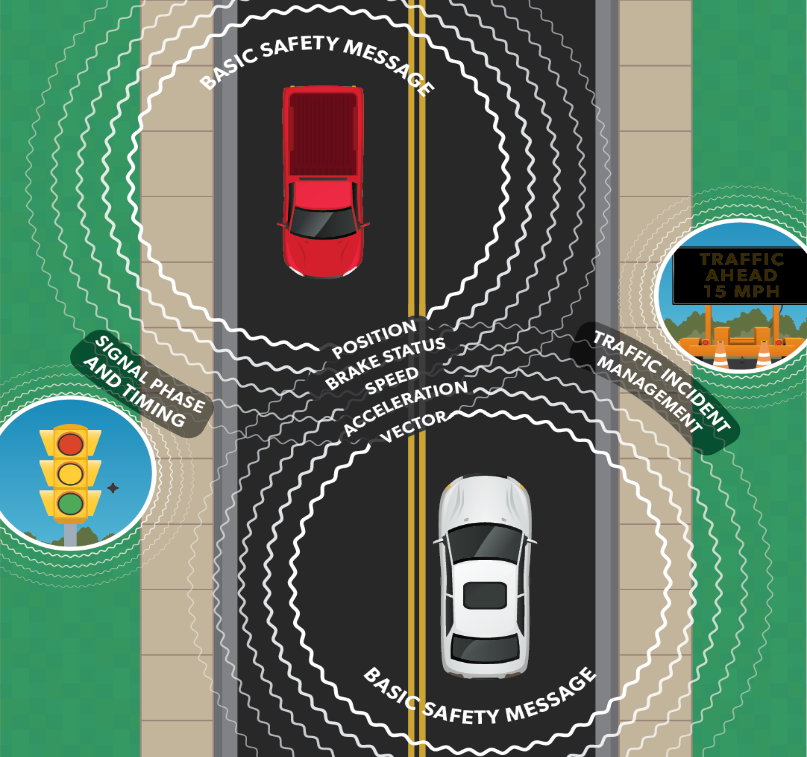 BASIC SAFETY MESSAGE
TRAFFIC
AHEAD
15 MPH
POSITION
BRAKE STATUS
SPEED
ACCELERATION
VECTOR
SIGNAL PHASE
AND TIMING
TRAFFIC INCIDENT
MANAGEMENT
BASIC SAFETY MESSAGE